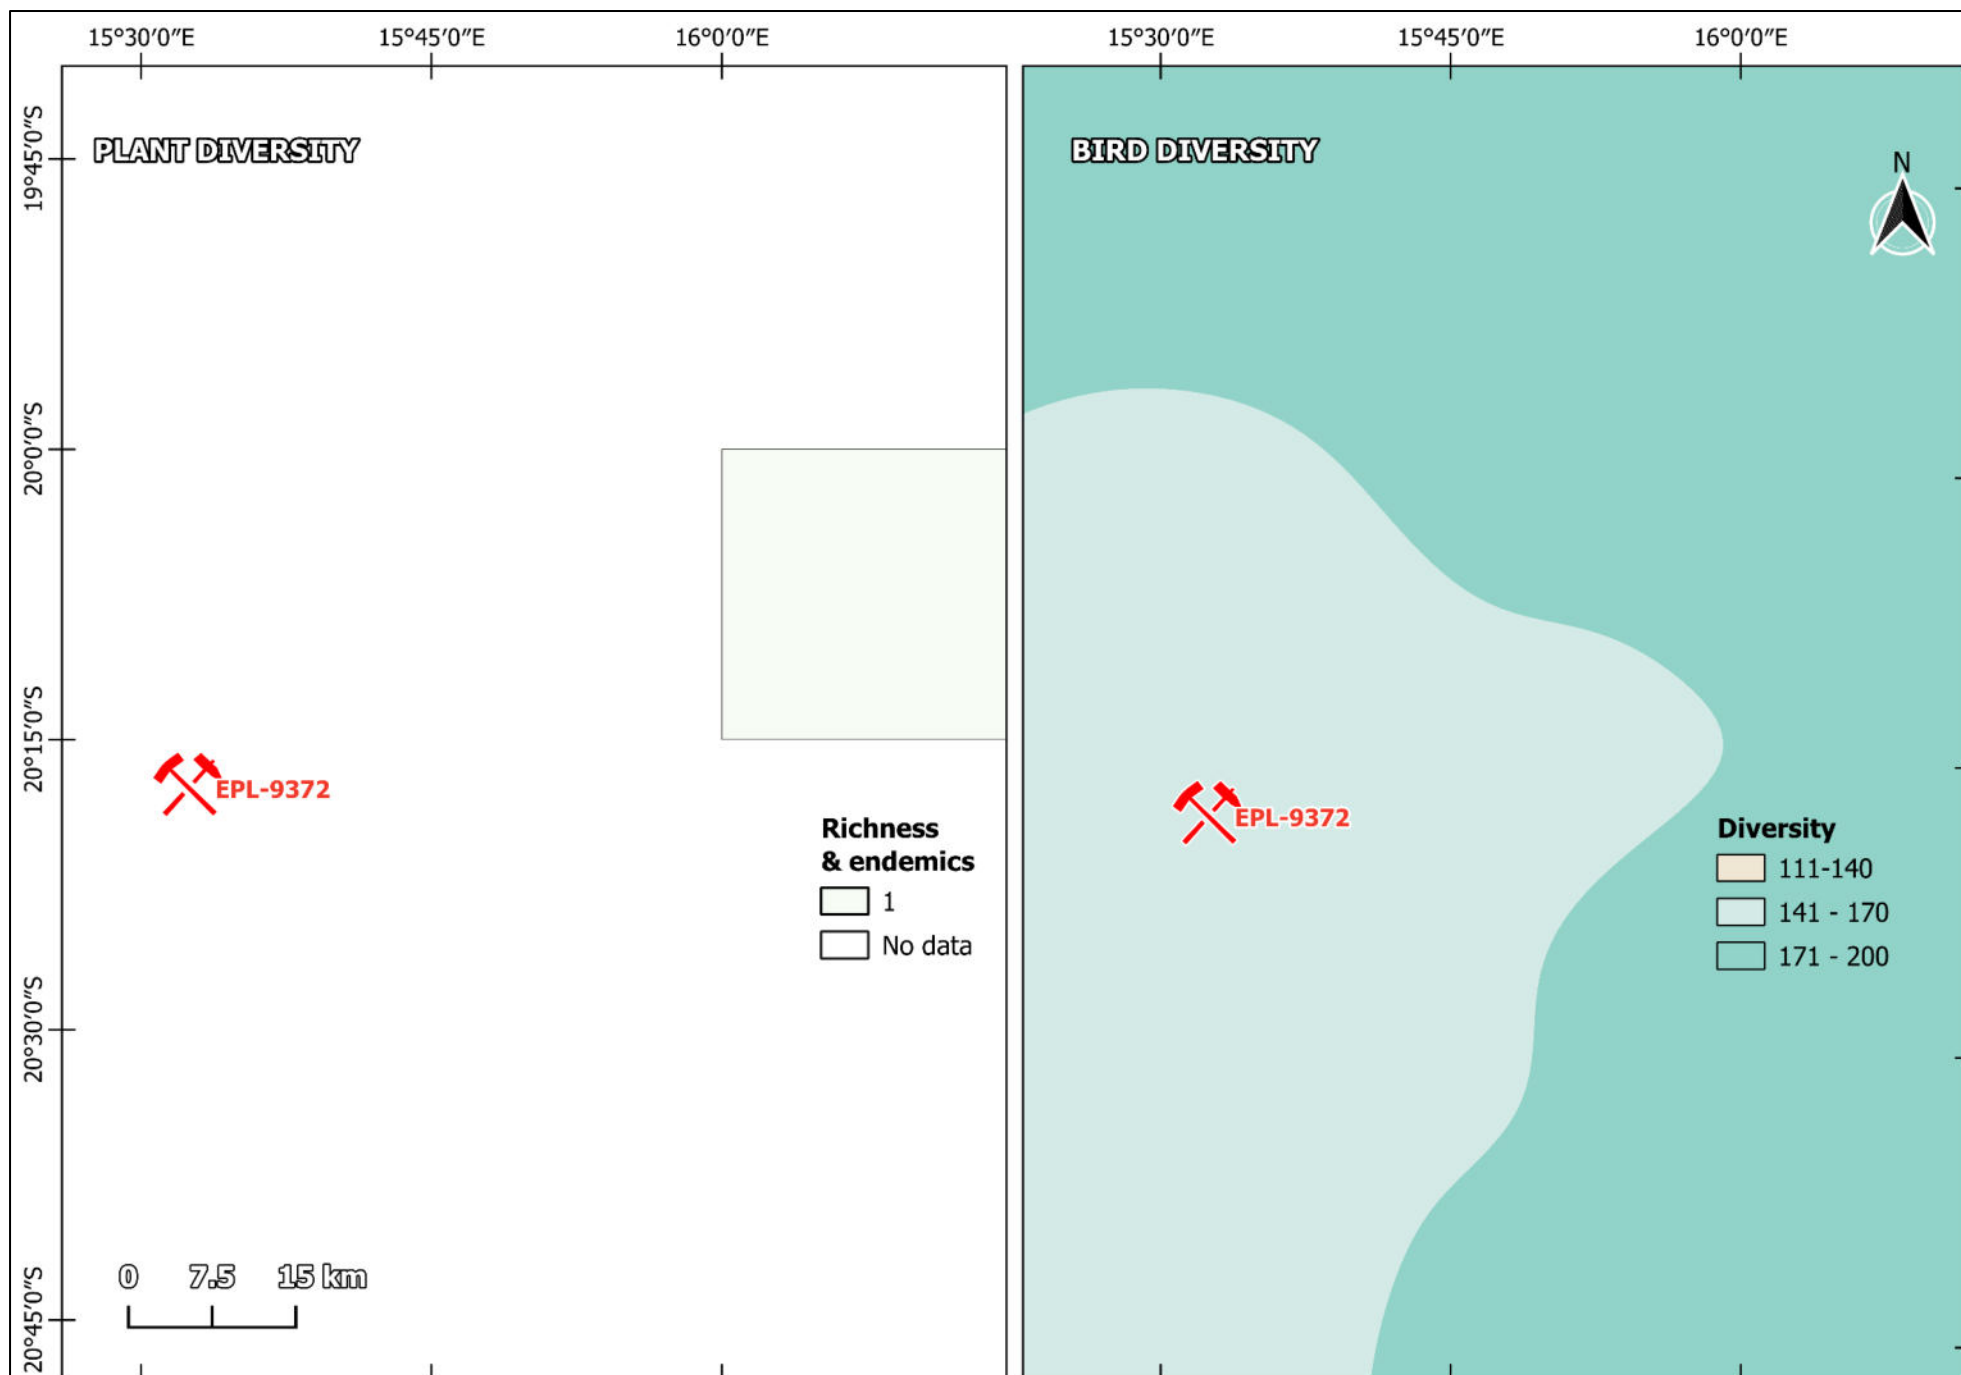 15°30′0″E 15°45′0″E 16°0′0″E
15°30′0″E 15°45′0″E 16°0′0″E
PLANT DIVERSITY
BIRD DIVERSITY
N
19°45′0″S
20°0′0″S
20°15′0″S
20°30′0″S
20°45′0″S
EPL-9372
EPL-9372
Richness
& endemics
1
No data
Diversity
111-140
141 - 170
171 - 200
0 7.5 15 km